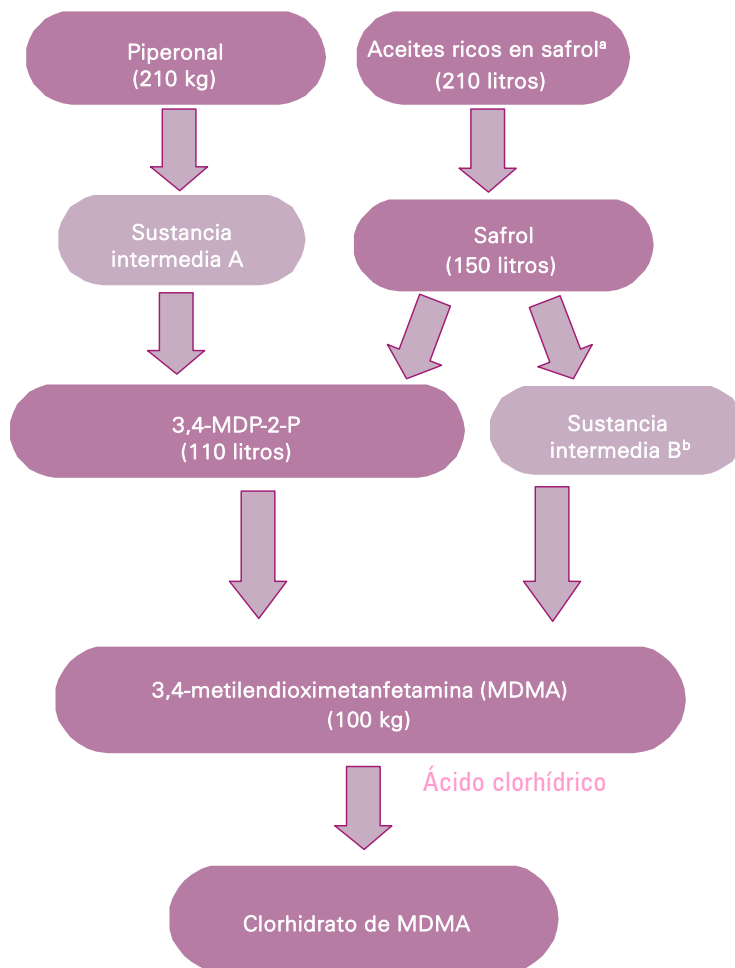 Piperonal
(210 kg)
Aceites ricos en safrolᵃ
(210 litros)
Sustancia
intermedia A
Safrol
(150 litros)
3,4-MDP-2-P
(110 litros)
Sustancia
intermedia Bᵇ
3,4-metilendioximetanfetamina (MDMA)
(100 kg)
Ácido clorhídrico
Clorhidrato de MDMA